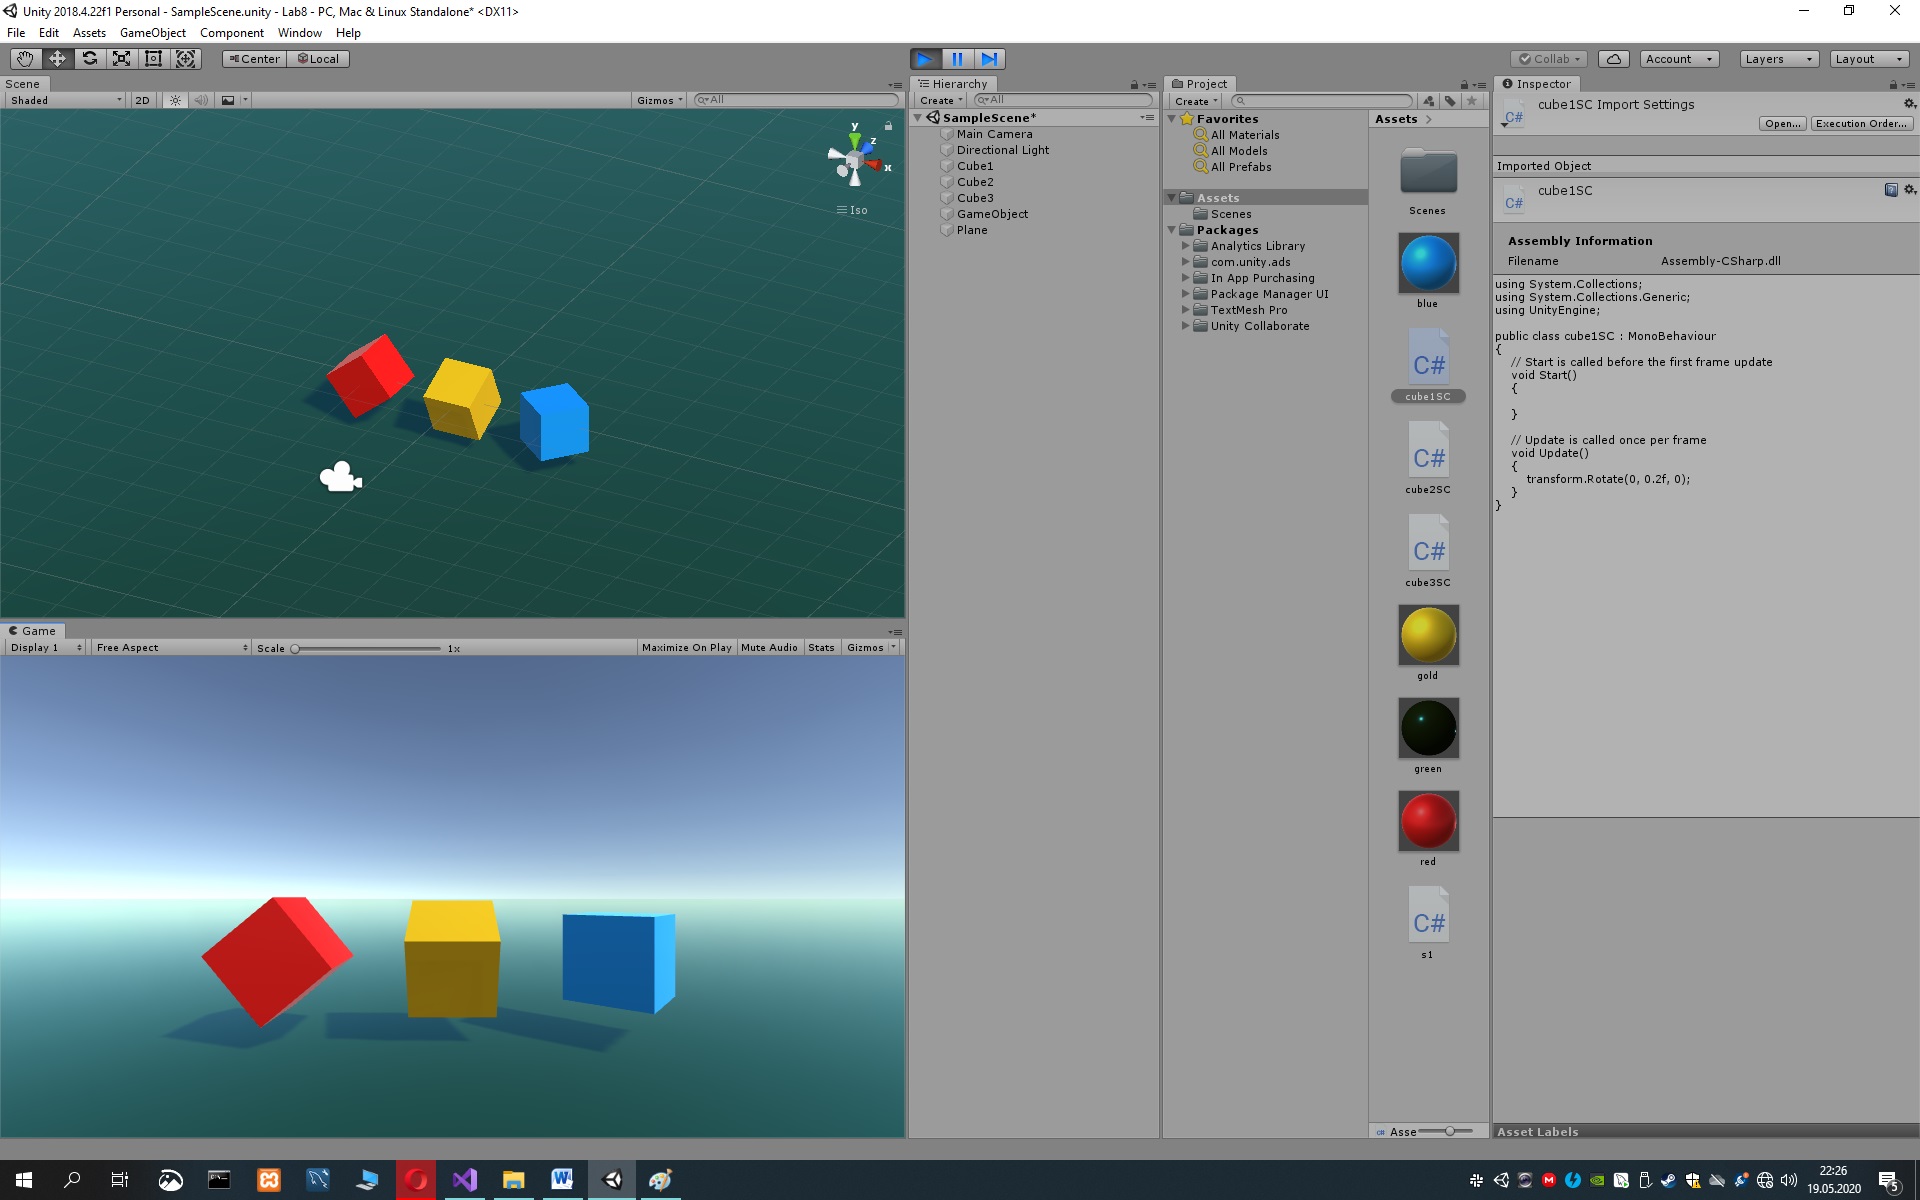 Unity 2018.4.22f1 Personal - SampleScene.unity - Lab8 - PC, Mac & Linux Standalone* <DX11>
File Edit Assets GameObject Component Window Help
Center Local
Collab Account Layers Layout
Scene
Shaded 2D Gizmos All
y
z
x
Iso
Game
Display 1 Free Aspect Scale 1x Maximize On Play Mute Audio Stats Gizmos
Hierarchy
Create All
SampleScene*
Main Camera
Directional Light
Cube1
Cube2
Cube3
GameObject
Plane
Project
Create
Favorites
All Materials
All Models
All Prefabs
Assets
Scenes
Packages
Analytics Library
com.unity.ads
In App Purchasing
Package Manager UI
TextMesh Pro
Unity Collaborate
Assets
Scenes
blue
C#
cube1SC
C#
cube2SC
C#
cube3SC
gold
green
red
C#
s1
Asse
Inspector
cube1SC Import Settings
C#
Open... Execution Order...
Imported Object
cube1SC
C#
Assembly Information
Filename Assembly-CSharp.dll
using System.Collections;
using System.Collections.Generic;
using UnityEngine;
public class cube1SC : MonoBehaviour
{
// Start is called before the first frame update
void Start()
{
}
// Update is called once per frame
void Update()
{
transform.Rotate(0, 0.2f, 0);
}
}
Asset Labels
22:26
19.05.2020
5